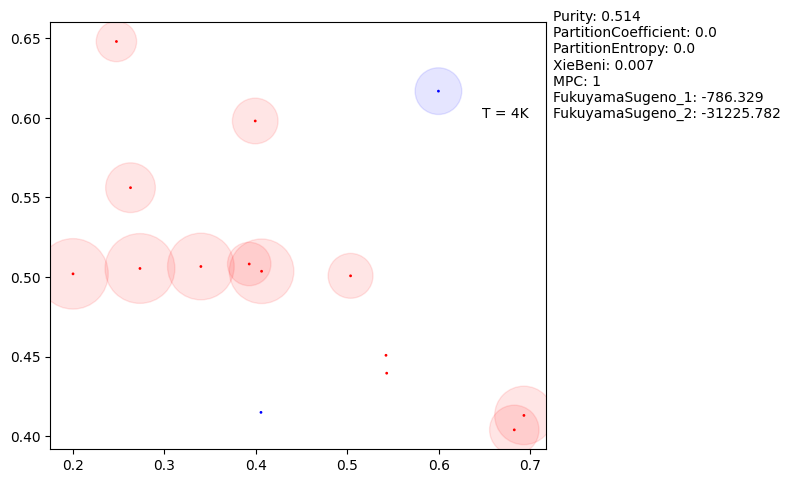 Purity: 0.514
PartitionCoefficient: 0.0
PartitionEntropy: 0.0
XieBeni: 0.007
MPC: 1
FukuyamaSugeno_1: -786.329
FukuyamaSugeno_2: -31225.782
T = 4K
0.65
0.60
0.55
0.50
0.45
0.40
0.2 0.3 0.4 0.5 0.6 0.7